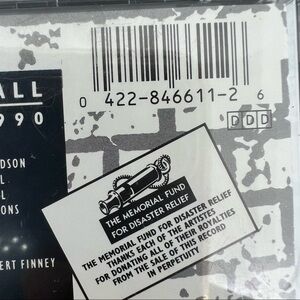 ALL
990
0 422-846611-2 6
DDD
DSON
L
L
ONS
ERT FINNEY
THE MEMORIAL FUND
FOR DISASTER RELIEF
THE MEMORIAL FUND FOR DISASTER RELIEF
THANKS EACH OF THE ARTISTS
FOR DONATING ALL OF THEIR ROYALTIES
FROM THE SALE OF THIS RECORD
IN PERPETUITY